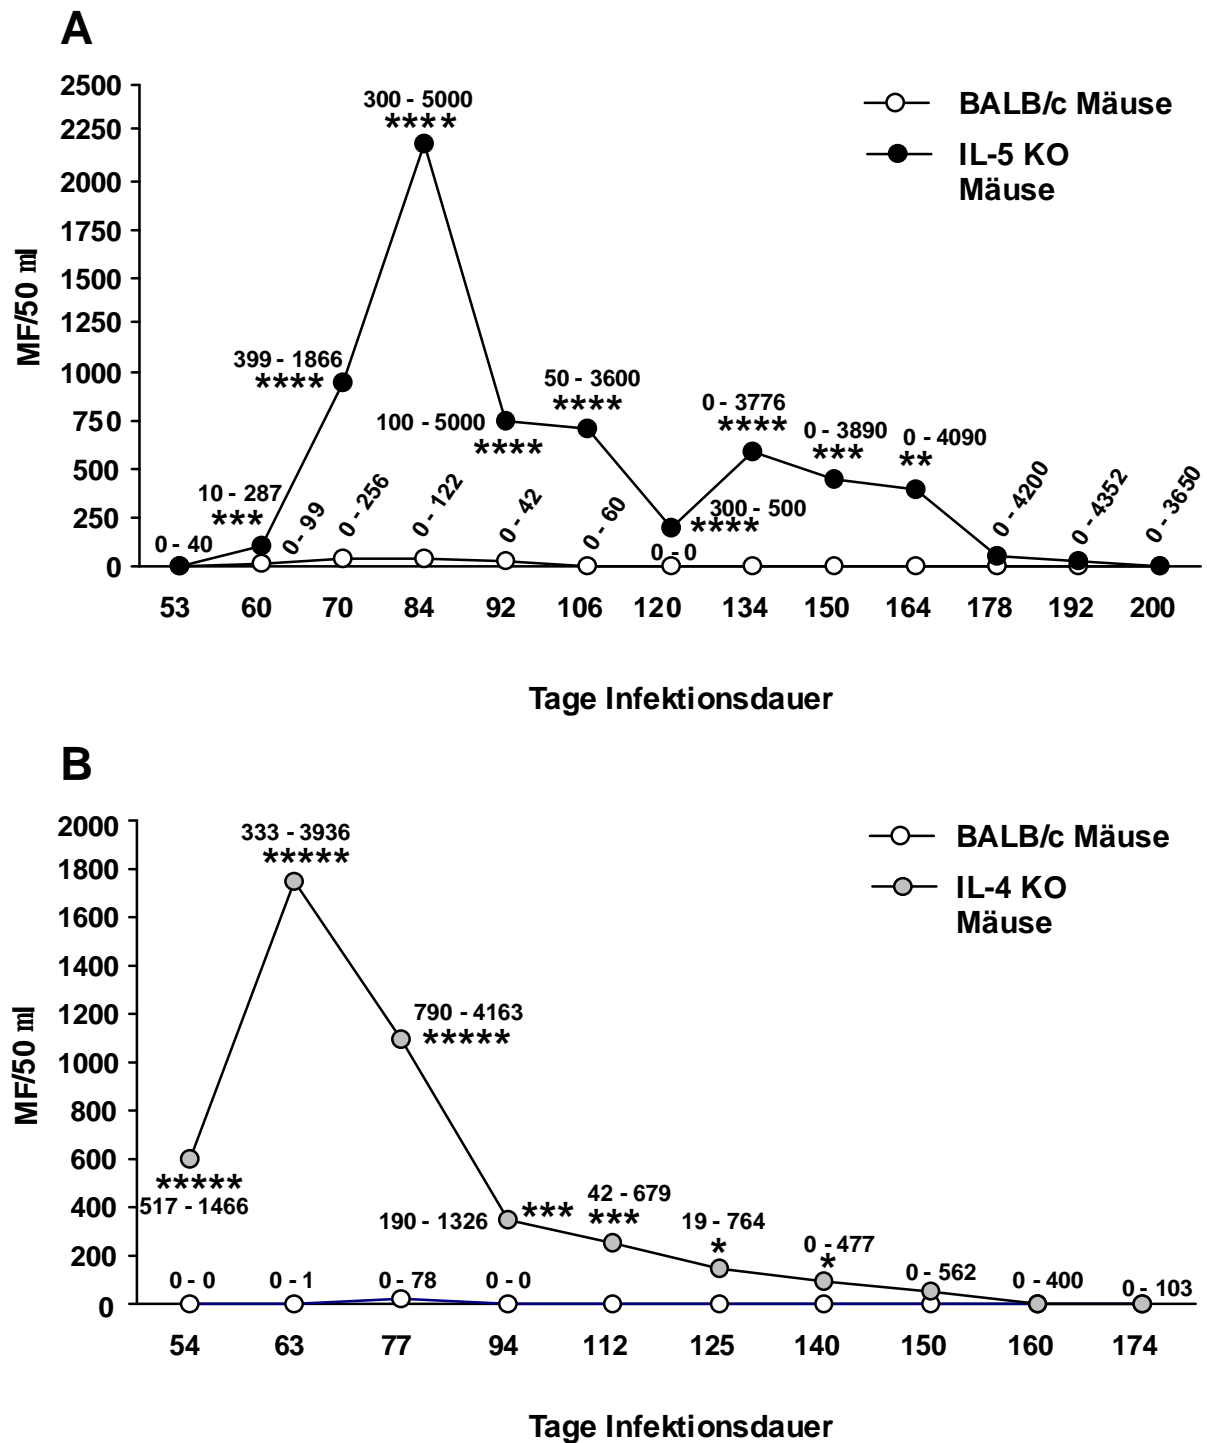 A
2500
2250
2000
1750
1500
1250
1000
750
500
250
0
MF/50 ml
BALB/c Mäuse
IL-5 KO
Mäuse
300 - 5000
****
399 - 1866
****
10 - 287
***
0 - 40
0 - 99
0 - 256
0 - 122
100 - 5000
****
0 - 42
50 - 3600
****
0 - 60
300 - 500
****
0 - 0
0 - 3776
****
0 - 3890
***
0 - 4090
**
0 - 4200
0 - 4352
0 - 3650
53 60 70 84 92 106 120 134 150 164 178 192 200
Tage Infektionsdauer
B
2000
1800
1600
1400
1200
1000
800
600
400
200
0
MF/50 ml
BALB/c Mäuse
IL-4 KO
Mäuse
333 - 3936
*****
790 - 4163
*****
*****
517 - 1466
190 - 1326
***
42 - 679
***
19 - 764
*
0 - 477
*
0 - 562
0 - 400
0 - 103
0 - 0
0 - 1
0 - 78
0 - 0
54 63 77 94 112 125 140 150 160 174
Tage Infektionsdauer